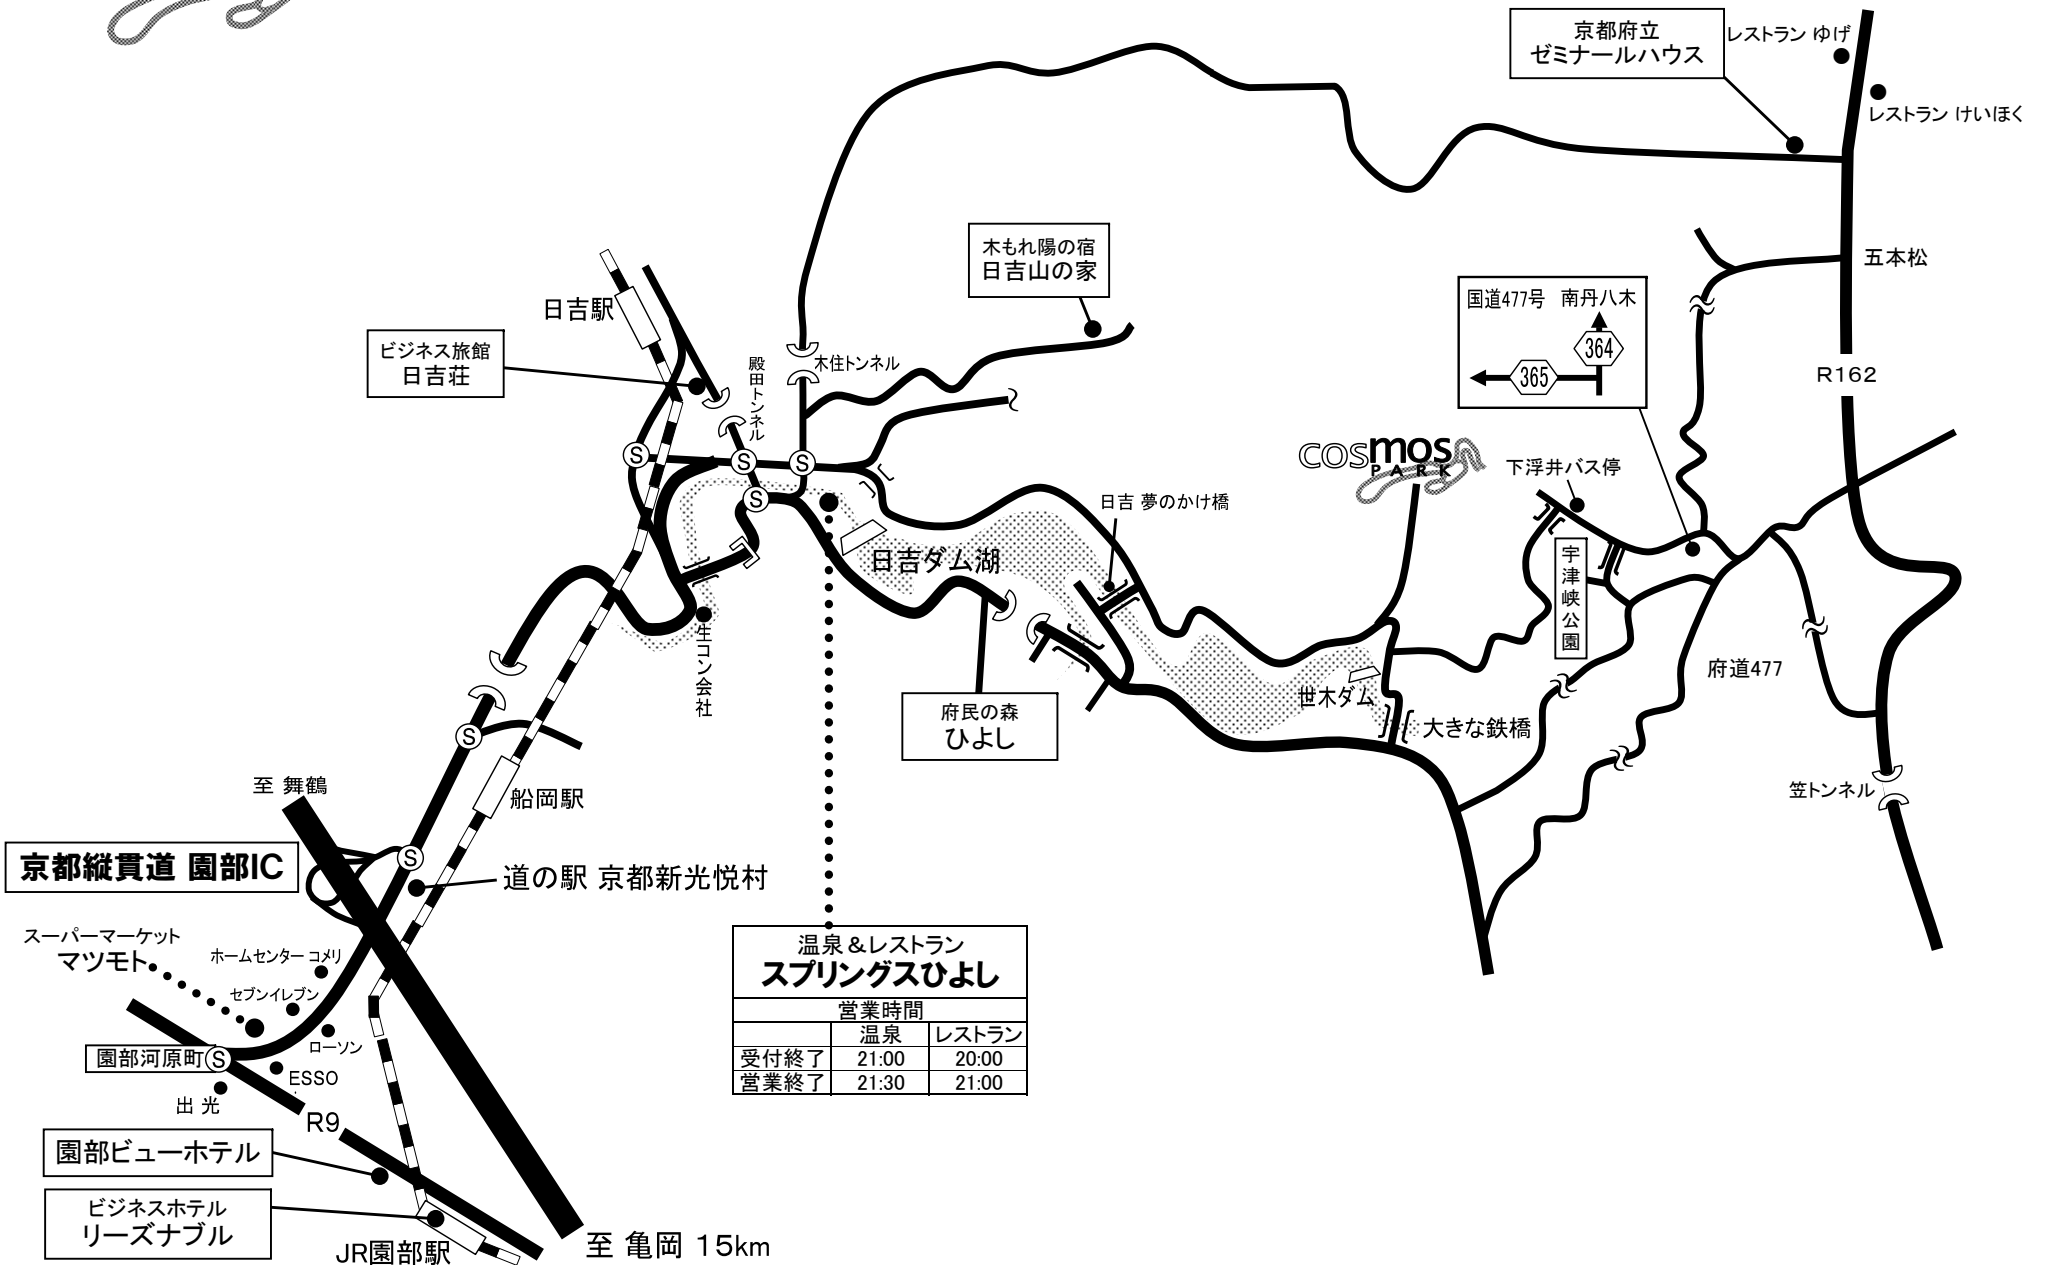 京都府立
ゼミナールハウス
レストラン ゆげ
レストラン けいほく
木もれ陽の宿
日吉山の家
五本松
国道477号 南丹八木
364
365
R162
日吉駅
ビジネス旅館
日吉荘
殿田トンネル
木住トンネル
S
S
S
S
cosmos
PARK
下浮井バス停
日吉 夢のかけ橋
日吉ダム湖
宇津峡公園
生コン会社
府道477
世木ダム
大きな鉄橋
府民の森
ひよし
S
船岡駅
至 舞鶴
笠トンネル
京都縦貫道 園部IC
S
道の駅 京都新光悦村
スーパーマーケット
マツモト
ホームセンター コメリ
セブンイレブン
ローソン
園部河原町
S
ESSO
出 光
R9
温泉&レストラン
スプリングスひよし
営業時間
温泉 レストラン
受付終了 21:00 20:00
営業終了 21:30 21:00
園部ビューホテル
ビジネスホテル
リーズナブル
JR園部駅
至 亀岡 15km